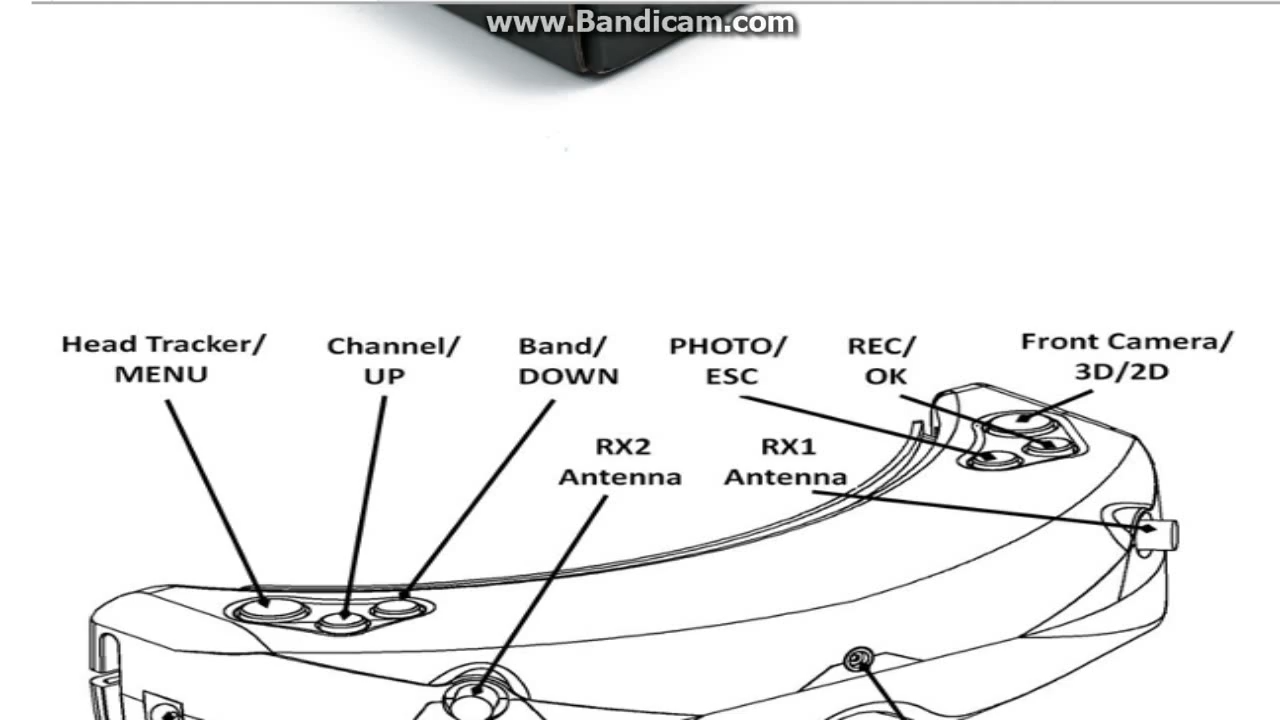 www.Bandicam.com
Head Tracker/
MENU
Channel/
UP
Band/
DOWN
PHOTO/
ESC
REC/
OK
Front Camera/
3D/2D
RX2
Antenna
RX1
Antenna